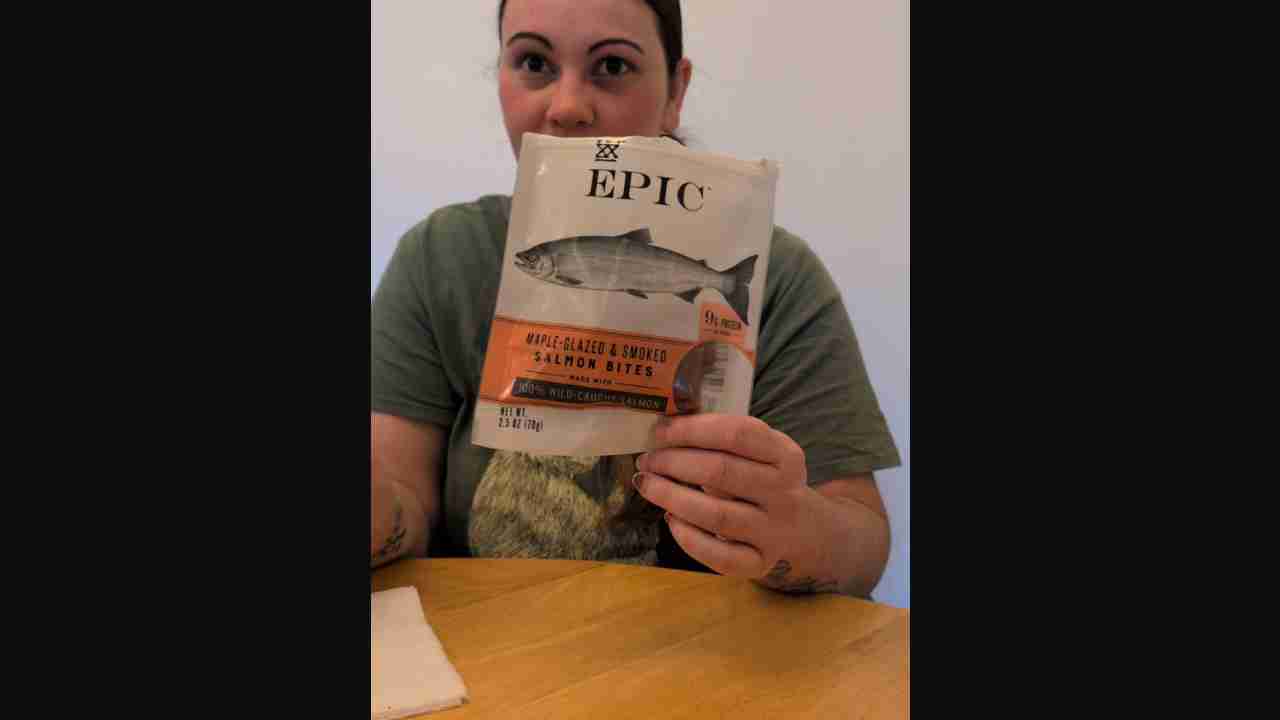 EPIC
9g PROTEIN
MAPLE-GLAZED & SMOKED
SALMON BITES
MADE WITH
100% WILD-CAUGHT SALMON
NET WT.
2.5 OZ (70g)